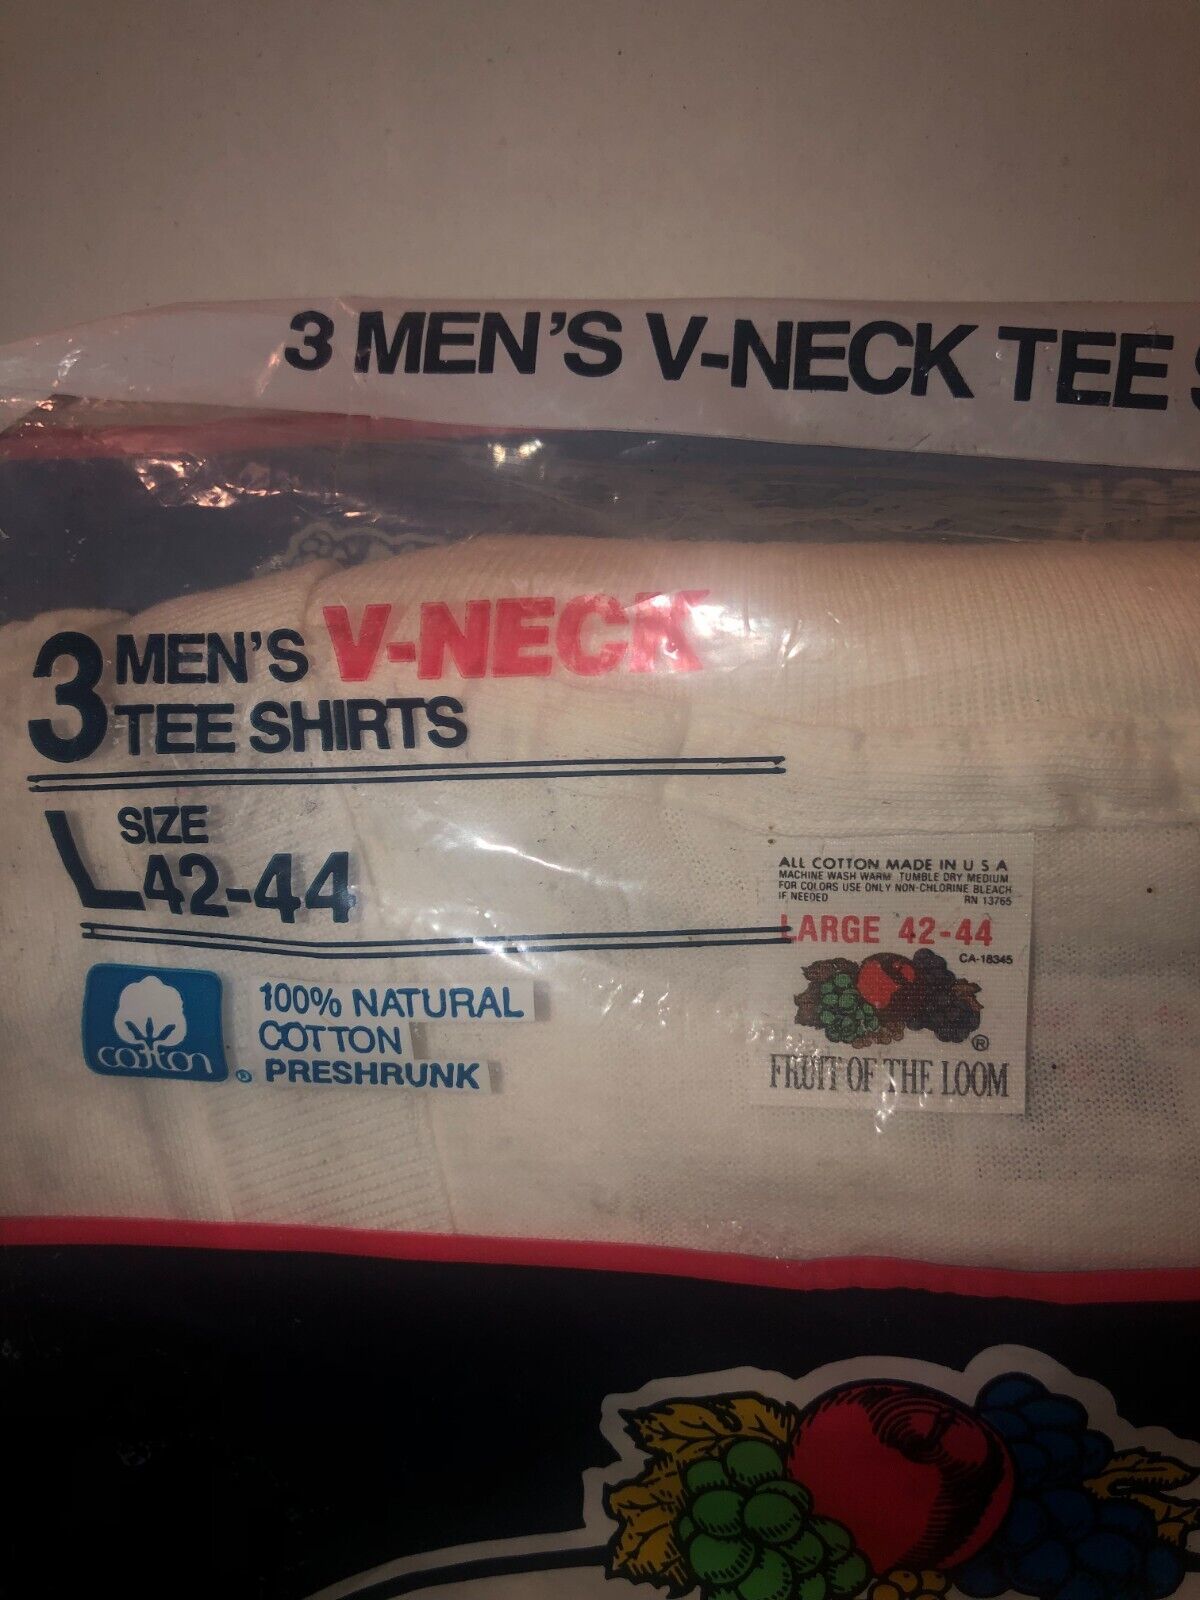 3 MEN'S V-NECK TEE
3 MEN'S V-NECK
TEE SHIRTS
SIZE
L 42-44
cotton
®
100% NATURAL
COTTON
PRESHRUNK
ALL COTTON MADE IN U S A
MACHINE WASH WARM TUMBLE DRY MEDIUM
FOR COLORS USE ONLY NON-CHLORINE BLEACH
IF NEEDED RN 13765
LARGE 42-44
CA-18345
®
FRUIT OF THE LOOM